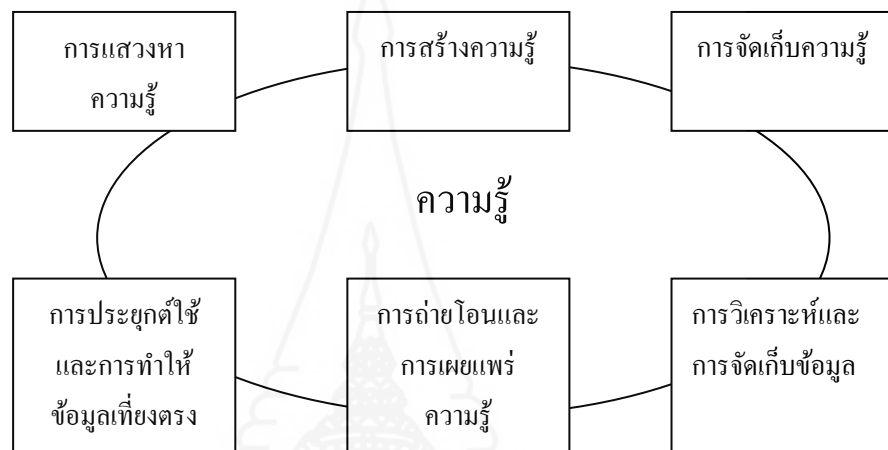 การแสวงหา
ความรู้
การสร้างความรู้
การจัดเก็บความรู้
ความรู้
การประยุกต์ใช้
และการทำให้
ข้อมูลเที่ยงตรง
การถ่ายโอนและ
การเผยแพร่
ความรู้
การวิเคราะห์และ
การจัดเก็บข้อมูล